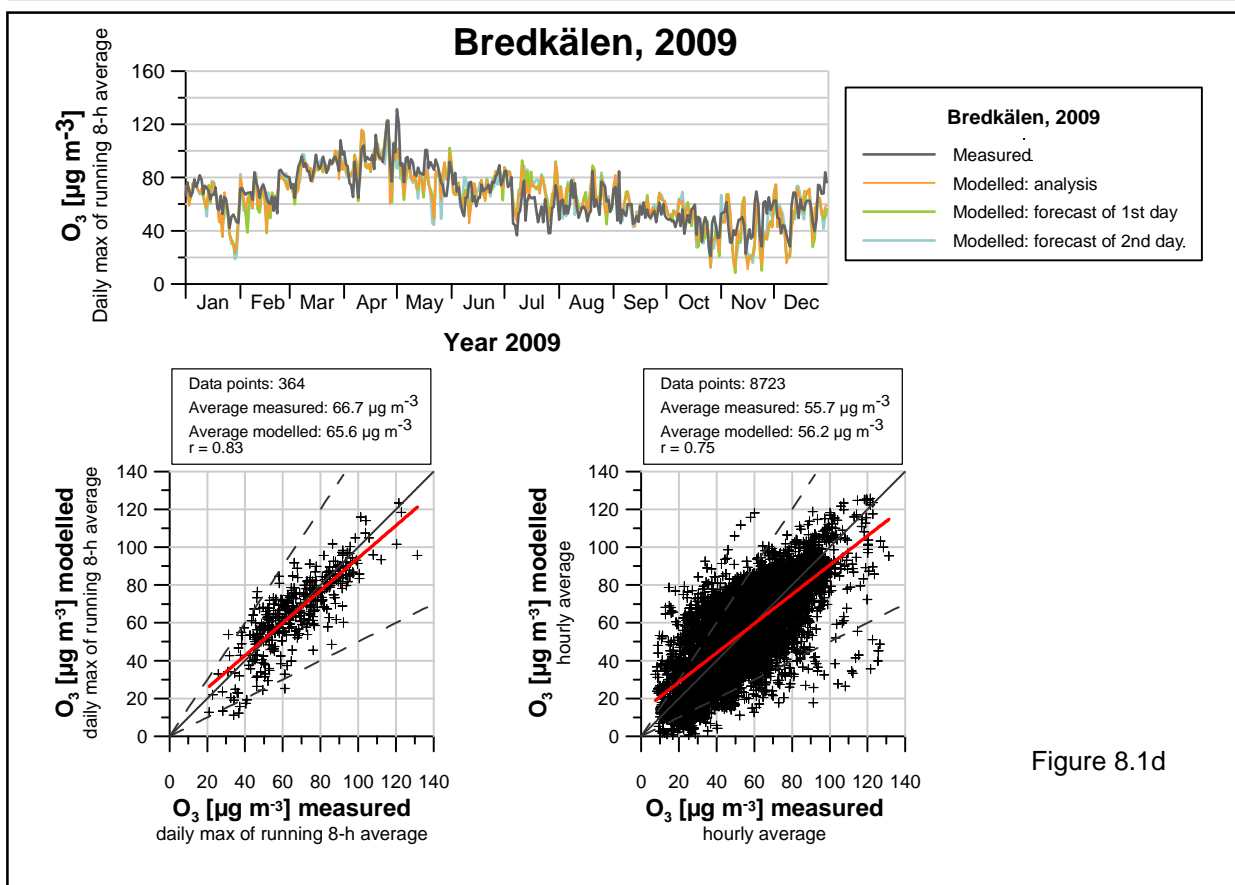 Bredkälen, 2009
O3 [µg m-3]
Daily max of running 8-h average
160
120
80
40
0
Jan Feb Mar Apr May Jun Jul Aug Sep Oct Nov Dec
Year 2009
Bredkälen, 2009
.
Measured.
Modelled: analysis
Modelled: forecast of 1st day
Modelled: forecast of 2nd day.
Data points: 364
Average measured: 66.7 µg m-3
Average modelled: 65.6 µg m-3
r = 0.83
O3 [µg m-3] modelled
daily max of running 8-h average
140
120
100
80
60
40
20
0
0 20 40 60 80 100 120 140
O3 [µg m-3] measured
daily max of running 8-h average
Data points: 8723
Average measured: 55.7 µg m-3
Average modelled: 56.2 µg m-3
r = 0.75
O3 [µg m-3] modelled
hourly average
140
120
100
80
60
40
20
0
0 20 40 60 80 100 120 140
O3 [µg m-3] measured
hourly average
Figure 8.1d